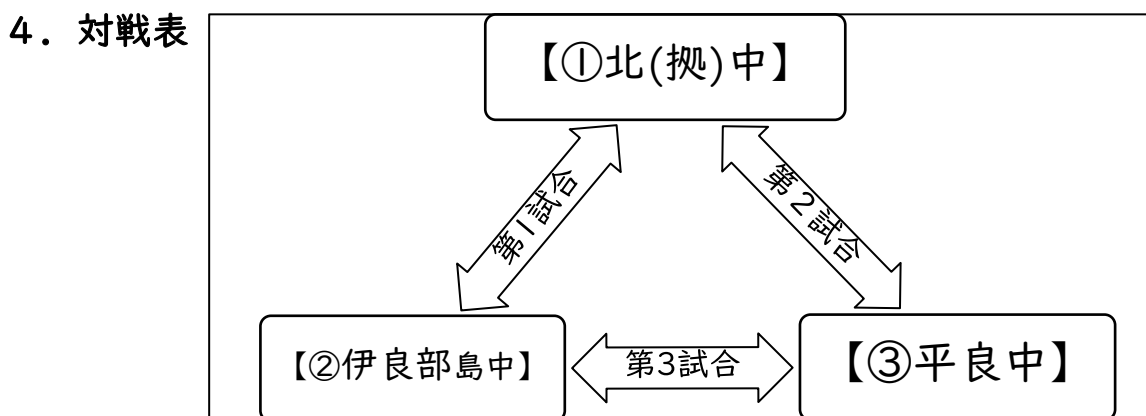 4．対戦表
【①北(拠)中】
第1試合
第2試合
【②伊良部島中】
第3試合
【③平良中】